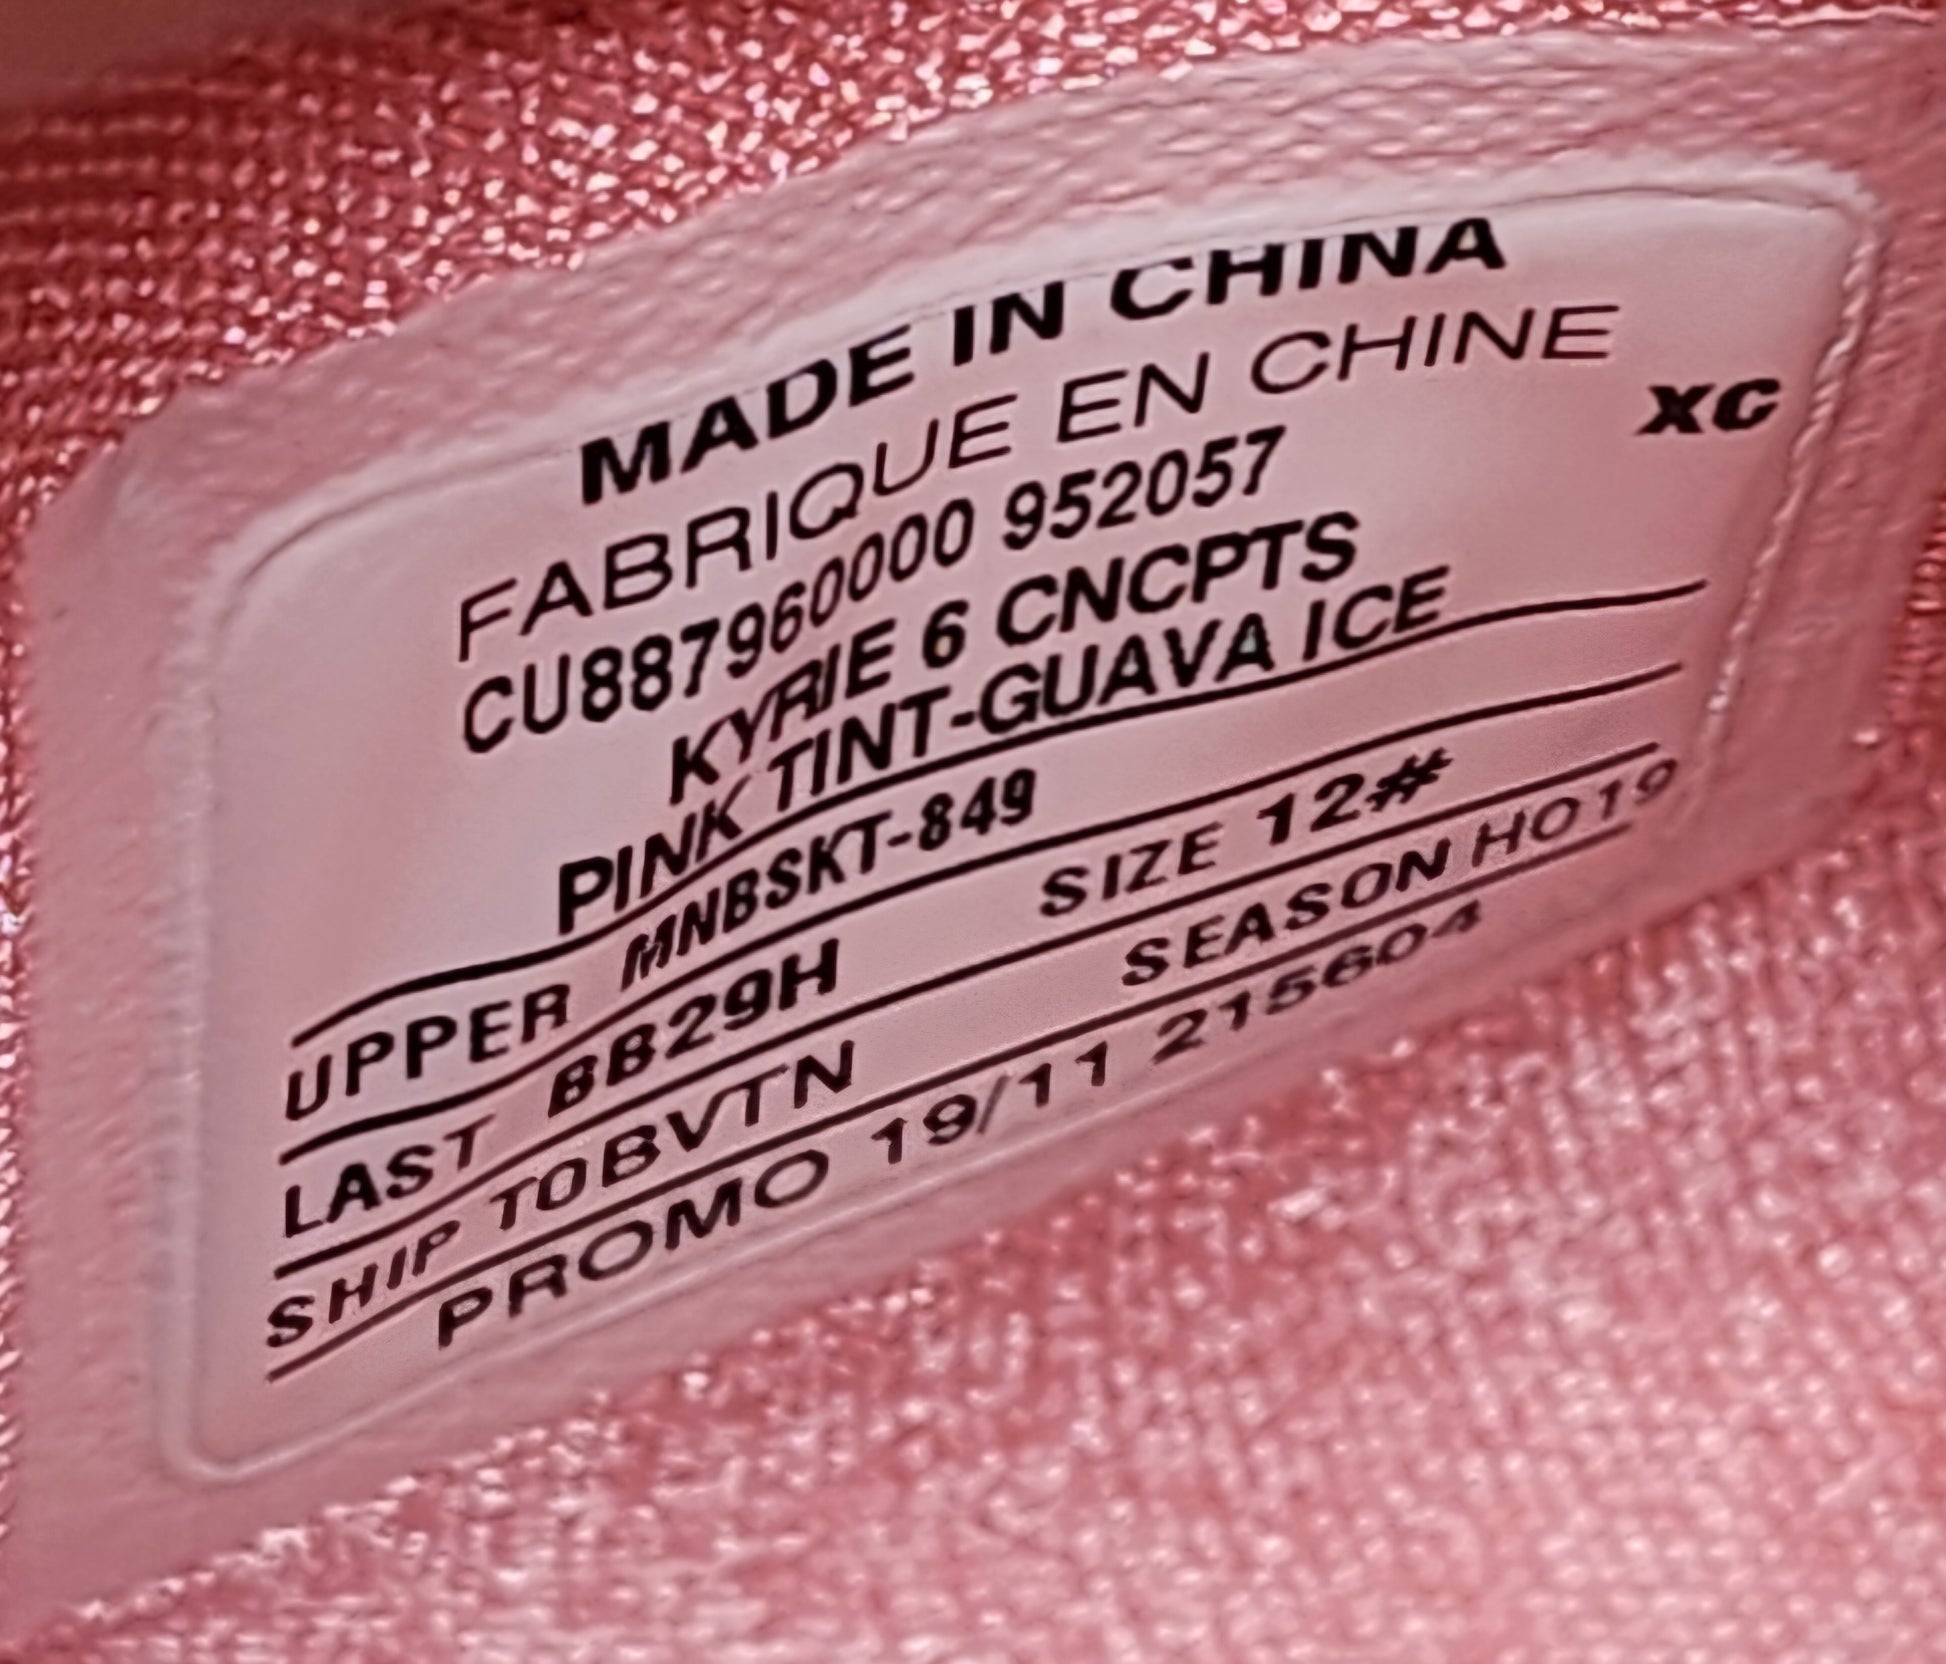 MADE IN CHINA
FABRIQUE EN CHINE
XC
CU887960000 952057
KYRIE 6 CNCPTS
PINK TINT-GUAVA ICE
UPPER MNBSKT-849
LAST BB29H SIZE 12#
SHIP TOBVTN SEASON HO19
PROMO 19/11 215604